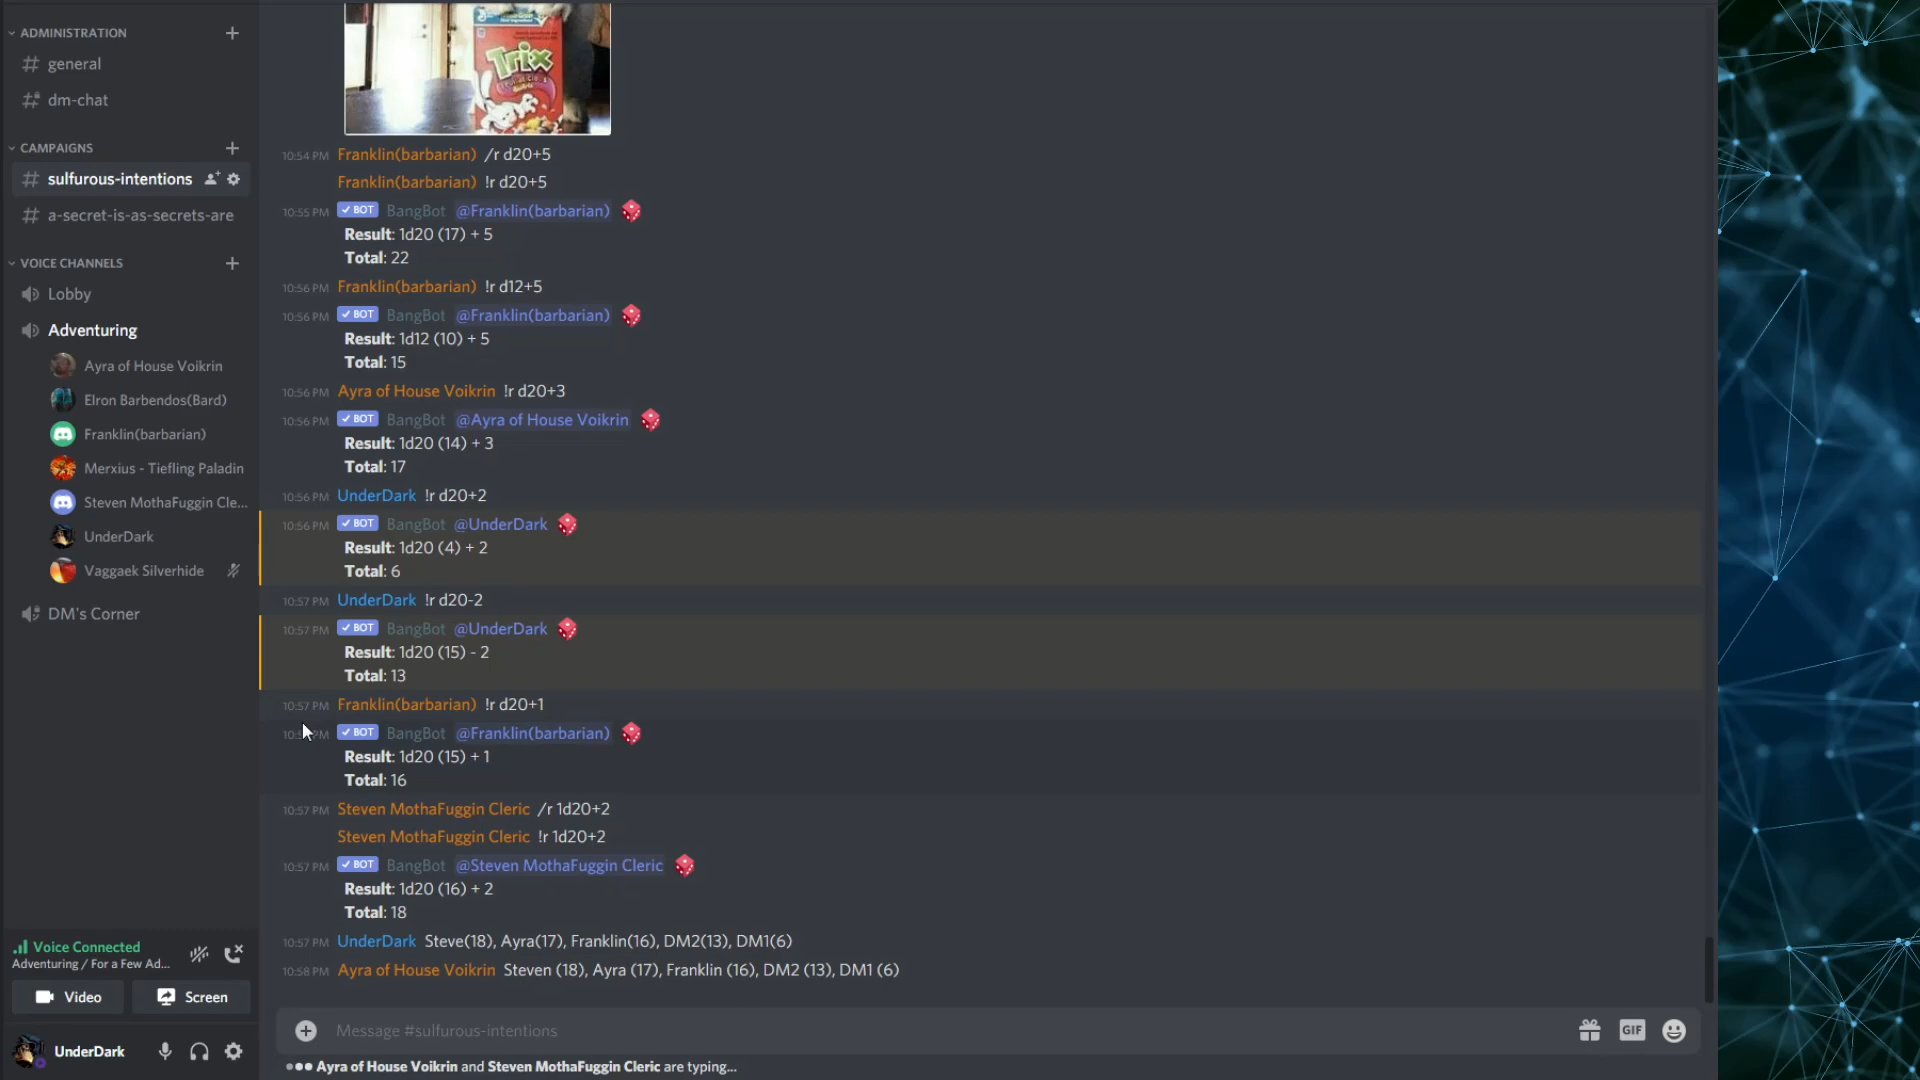 ADMINISTRATION
general
dm-chat
CAMPAIGNS
sulfurous-intentions
a-secret-is-as-secrets-are
VOICE CHANNELS
Lobby
Adventuring
Ayra of House Voikrin
Elron Barbendos(Bard)
Franklin(barbarian)
Merxius - Tiefling Paladin
Steven MothaFuggin Cle...
UnderDark
Vaggaek Silverhide
DM's Corner
Voice Connected
Adventuring / For a Few Ad...
Video Screen
UnderDark
Trix
10:54 PM Franklin(barbarian) /r d20+5
Franklin(barbarian) !r d20+5
10:55 PM BOT BangBot @Franklin(barbarian)
Result: 1d20 (17) + 5
Total: 22
10:56 PM Franklin(barbarian) !r d12+5
10:56 PM BOT BangBot @Franklin(barbarian)
Result: 1d12 (10) + 5
Total: 15
10:56 PM Ayra of House Voikrin !r d20+3
10:56 PM BOT BangBot @Ayra of House Voikrin
Result: 1d20 (14) + 3
Total: 17
10:56 PM UnderDark !r d20+2
10:56 PM BOT BangBot @UnderDark
Result: 1d20 (4) + 2
Total: 6
10:57 PM UnderDark !r d20-2
10:57 PM BOT BangBot @UnderDark
Result: 1d20 (15) - 2
Total: 13
10:57 PM Franklin(barbarian) !r d20+1
BOT BangBot @Franklin(barbarian)
Result: 1d20 (15) + 1
Total: 16
10:57 PM Steven MothaFuggin Cleric /r 1d20+2
Steven MothaFuggin Cleric !r 1d20+2
10:57 PM BOT BangBot @Steven MothaFuggin Cleric
Result: 1d20 (16) + 2
Total: 18
10:57 PM UnderDark Steve(18), Ayra(17), Franklin(16), DM2(13), DM1(6)
10:58 PM Ayra of House Voikrin Steven (18), Ayra (17), Franklin (16), DM2 (13), DM1 (6)
Message #sulfurous-intentions
GIF
Ayra of House Voikrin and Steven MothaFuggin Cleric are typing...